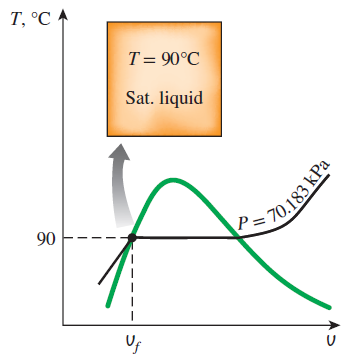 T, °C
T = 90°C
Sat. liquid
P = 70.183 kPa
90
υf
υ